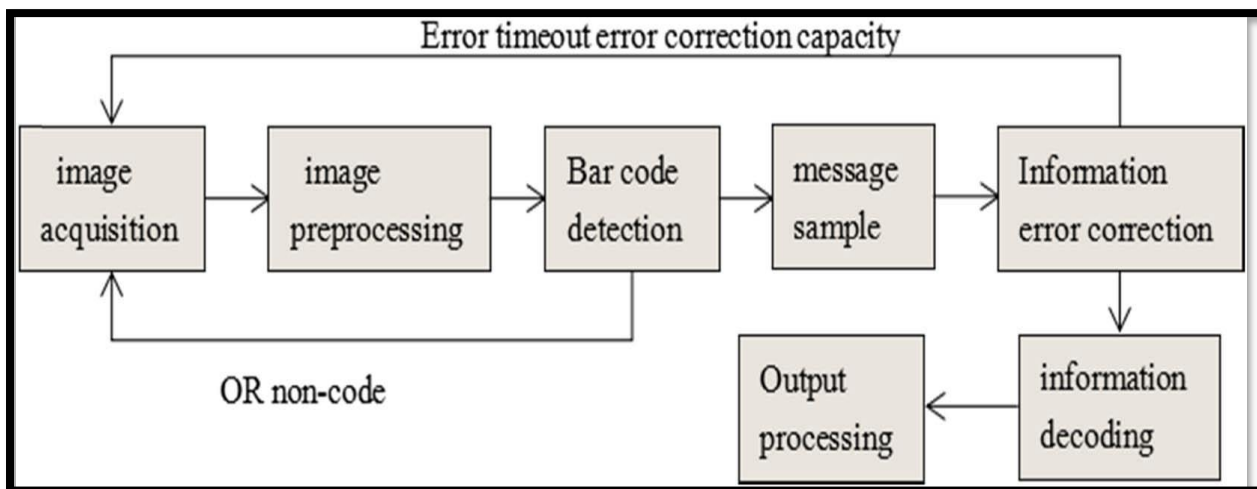 Error timeout error correction capacity
image
acquisition
image
preprocessing
Bar code
detection
message
sample
Information
error correction
OR non-code
Output
processing
information
decoding